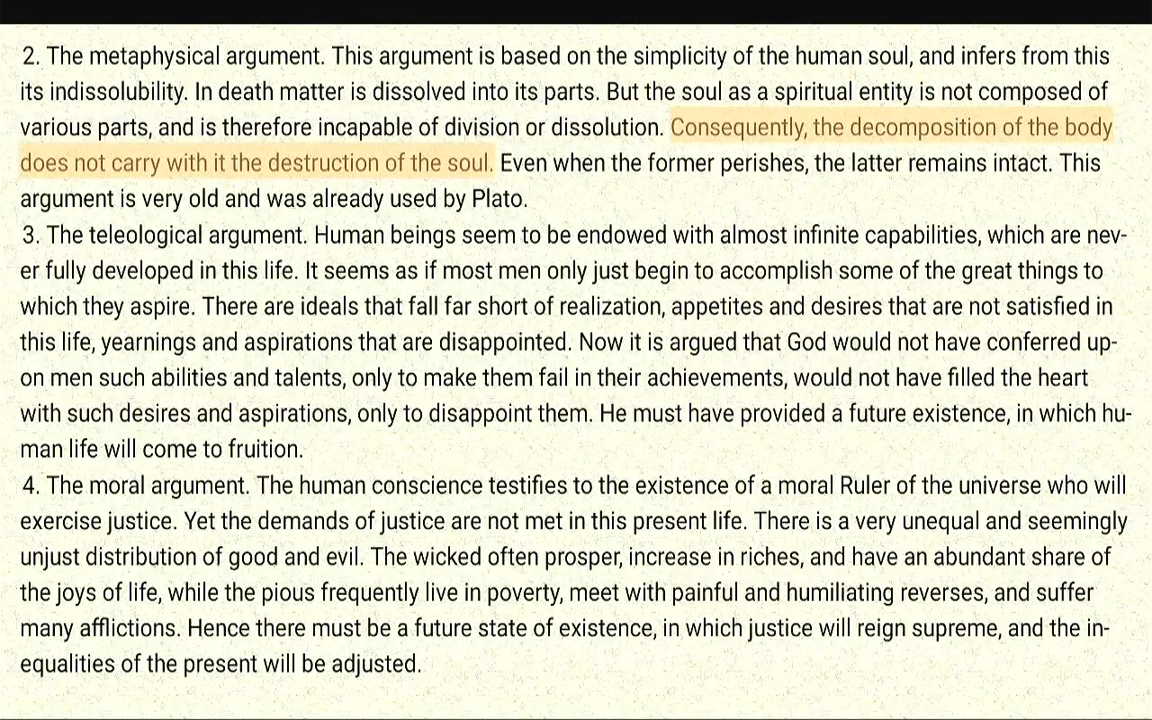 2. The metaphysical argument. This argument is based on the simplicity of the human soul, and infers from this
its indissolubility. In death matter is dissolved into its parts. But the soul as a spiritual entity is not composed of
various parts, and is therefore incapable of division or dissolution. Consequently, the decomposition of the body
does not carry with it the destruction of the soul. Even when the former perishes, the latter remains intact. This
argument is very old and was already used by Plato.
3. The teleological argument. Human beings seem to be endowed with almost infinite capabilities, which are nev-
er fully developed in this life. It seems as if most men only just begin to accomplish some of the great things to
which they aspire. There are ideals that fall far short of realization, appetites and desires that are not satisfied in
this life, yearnings and aspirations that are disappointed. Now it is argued that God would not have conferred up-
on men such abilities and talents, only to make them fail in their achievements, would not have filled the heart
with such desires and aspirations, only to disappoint them. He must have provided a future existence, in which hu-
man life will come to fruition.
4. The moral argument. The human conscience testifies to the existence of a moral Ruler of the universe who will
exercise justice. Yet the demands of justice are not met in this present life. There is a very unequal and seemingly
unjust distribution of good and evil. The wicked often prosper, increase in riches, and have an abundant share of
the joys of life, while the pious frequently live in poverty, meet with painful and humiliating reverses, and suffer
many afflictions. Hence there must be a future state of existence, in which justice will reign supreme, and the in-
equalities of the present will be adjusted.